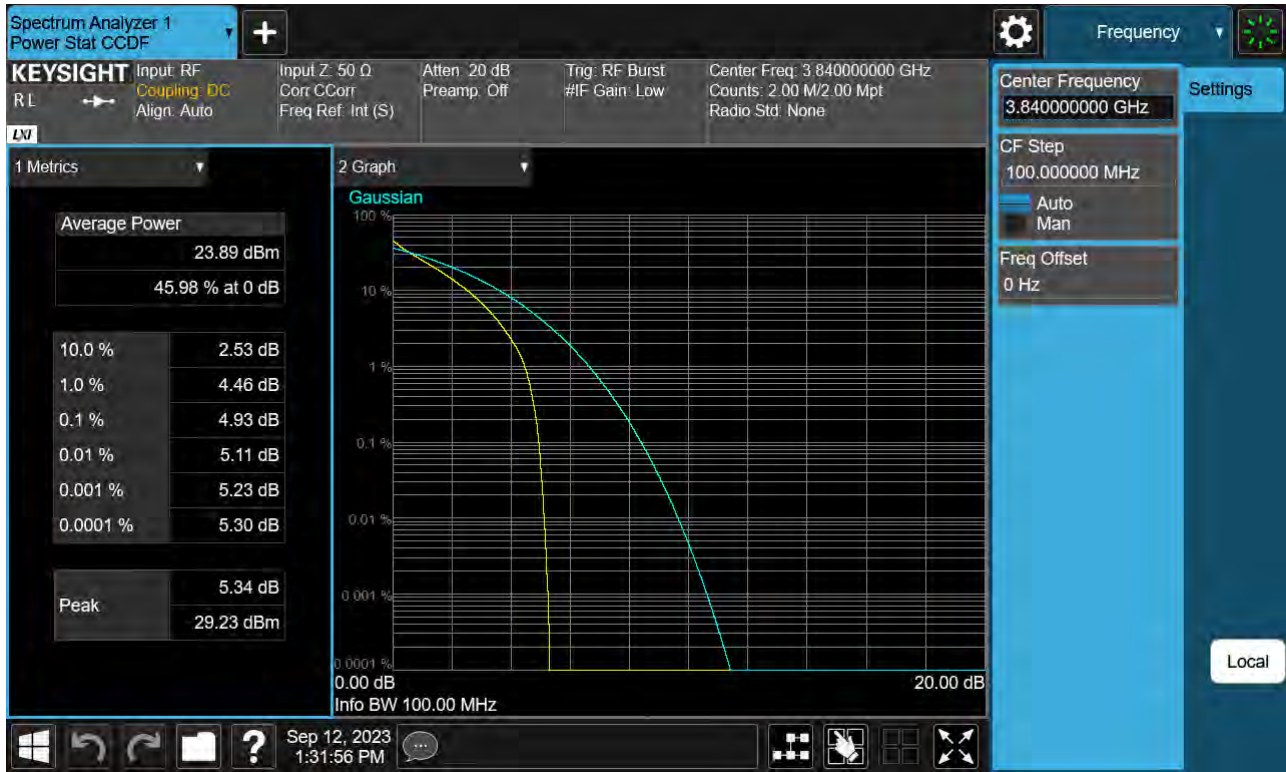 Spectrum Analyzer 1
Power Stat CCDF
+
Frequency
KEYSIGHT
RL
LXI
Input: RF
Coupling: DC
Align: Auto
Input Z: 50 Ω
Corr CCorr
Freq Ref: Int (S)
Atten: 20 dB
Preamp: Off
Trig: RF Burst
#IF Gain: Low
Center Freq: 3.840000000 GHz
Counts: 2.00 M/2.00 Mpt
Radio Std: None
Center Frequency
3.840000000 GHz
Settings
CF Step
100.000000 MHz
Auto
Man
Freq Offset
0 Hz
1 Metrics
Average Power
23.89 dBm
45.98 % at 0 dB
10.0 % 2.53 dB
1.0 % 4.46 dB
0.1 % 4.93 dB
0.01 % 5.11 dB
0.001 % 5.23 dB
0.0001 % 5.30 dB
Peak
5.34 dB
29.23 dBm
2 Graph
Gaussian
100 %
10 %
1 %
0.1 %
0.01 %
0.001 %
0.0001 %
0.00 dB 20.00 dB
Info BW 100.00 MHz
Local
?
Sep 12, 2023
1:31:56 PM